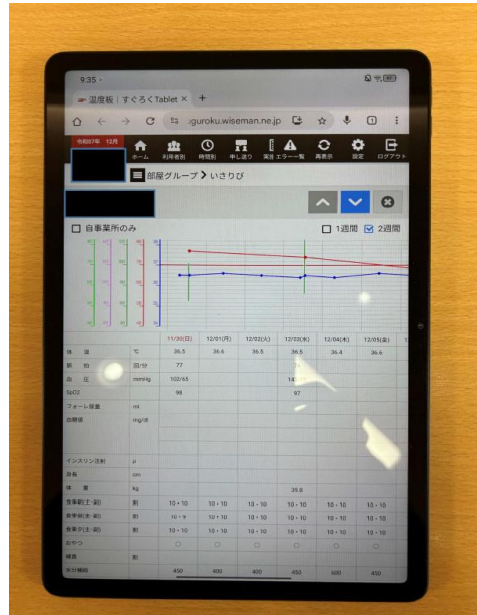 9:35
温度板 | すぐろくTablet × +
:guroku.wiseman.ne.jp
令和07年 12月
ホーム 利用者別 時間別 申し送り 実施 エラー一覧 再表示 設定 ログアウト
部屋グループ > いさりび
自事業所のみ
1週間 2週間
11/30(日) 12/01(月) 12/02(火) 12/03(水) 12/04(木) 12/05(金)
体 温 ℃ 36.5 36.6 36.5 36.5 36.4 36.6
脈 拍 回/分 77
血 圧 mmHg 102/65
SpO2 98 97
フォーレ尿量 ml
血糖値 mg/dl
インスリン注射 μ
身長 cm
体 重 kg 39.8
食事朝(主・副) 割 10・10 10・10 10・10 10・10 10・10 10・10
食事昼(主・副) 割 10・9 10・10 10・10 10・10 10・10 10・10
食事夕(主・副) 割 10・10 10・10 10・10 10・10 10・10 10・10
おやつ ○ ○ ○ ○ ○ ○
割
水分補給 450 400 400 450 600 450